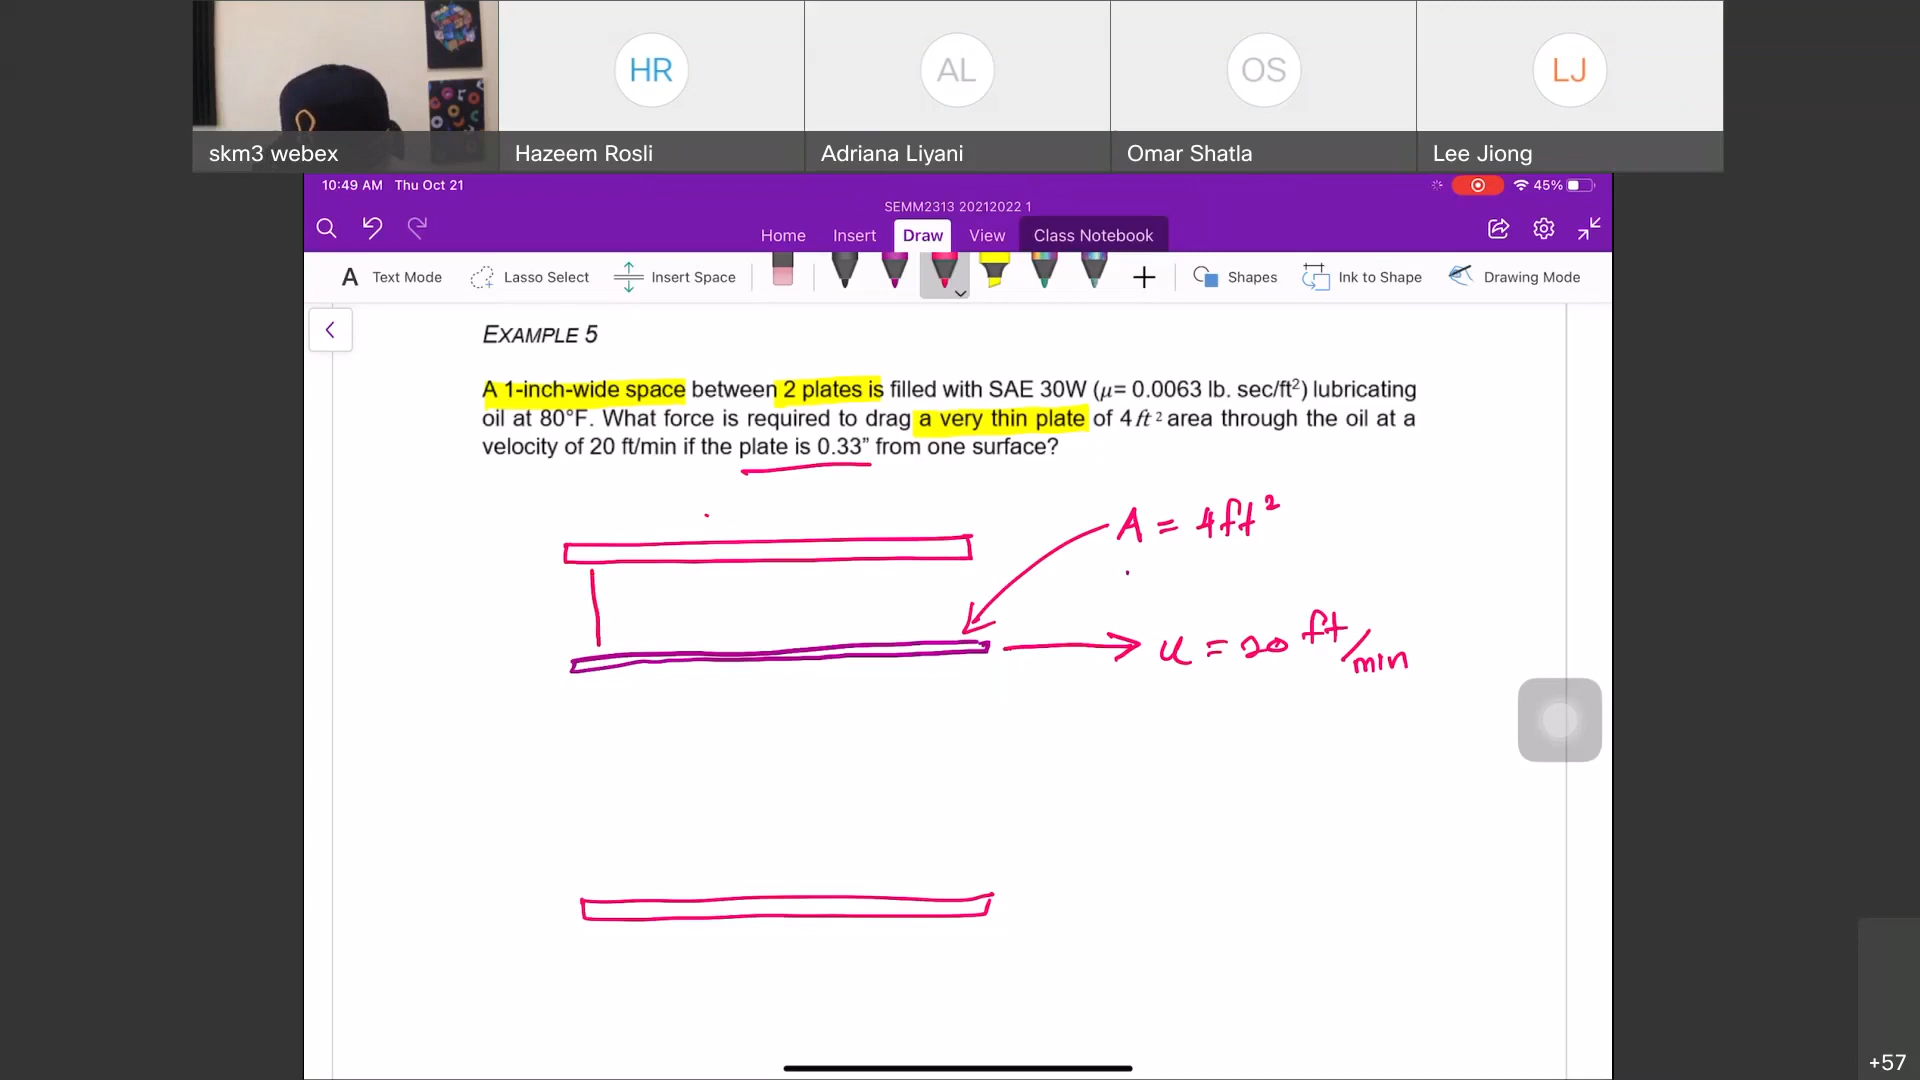 HR
AL
OS
LJ
skm3 webex
Hazeem Rosli
Adriana Liyani
Omar Shatla
Lee Jiong
10:49 AM Thu Oct 21
45%
SEMM2313 20212022 1
Home Insert Draw View Class Notebook
A Text Mode Lasso Select Insert Space Shapes Ink to Shape Drawing Mode
EXAMPLE 5
A 1-inch-wide space between 2 plates is filled with SAE 30W (μ= 0.0063 lb. sec/ft²) lubricating
oil at 80°F. What force is required to drag a very thin plate of 4 ft ² area through the oil at a
velocity of 20 ft/min if the plate is 0.33” from one surface?
A = 4ft²
u = 20 ft/min
+57